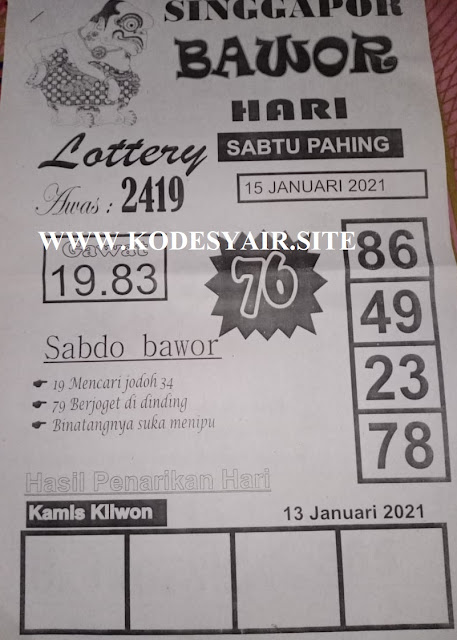 SINGGAPOR
BAWOR
HARI
Lottery
SABTU PAHING
Awas : 2419
15 JANUARI 2021
WWW.KODESYAIR.SITE
Gawat
19.83
76
86
49
23
78
Sabdo bawor
19 Mencari jodoh 34
79 Berjoget di dinding
Binatangnya suka menipu
Hasil Penarikan Hari
Kamis Kliwon
13 Januari 2021